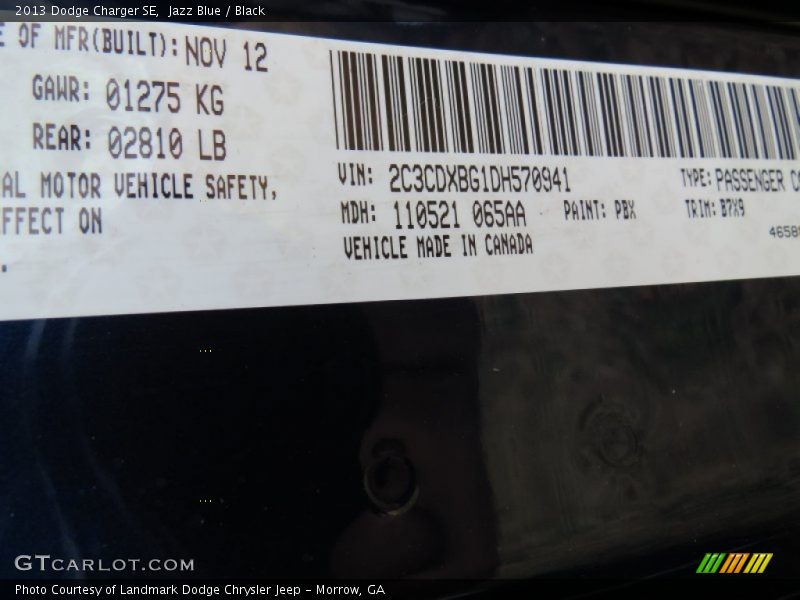 2013 Dodge Charger SE,  Jazz Blue / Black
E OF MFR(BUILT): NOV 12
GAWR: 01275 KG
REAR: 02810 LB
AL MOTOR VEHICLE SAFETY,
FFECT ON
.
VIN: 2C3CDXBG1DH570941
TYPE: PASSENGER
MDH: 110521 065AA
PAINT: PBX
TRIM: B7X9
VEHICLE MADE IN CANADA
4658
GTCARLOT.COM
Photo Courtesy of Landmark Dodge Chrysler Jeep - Morrow, GA